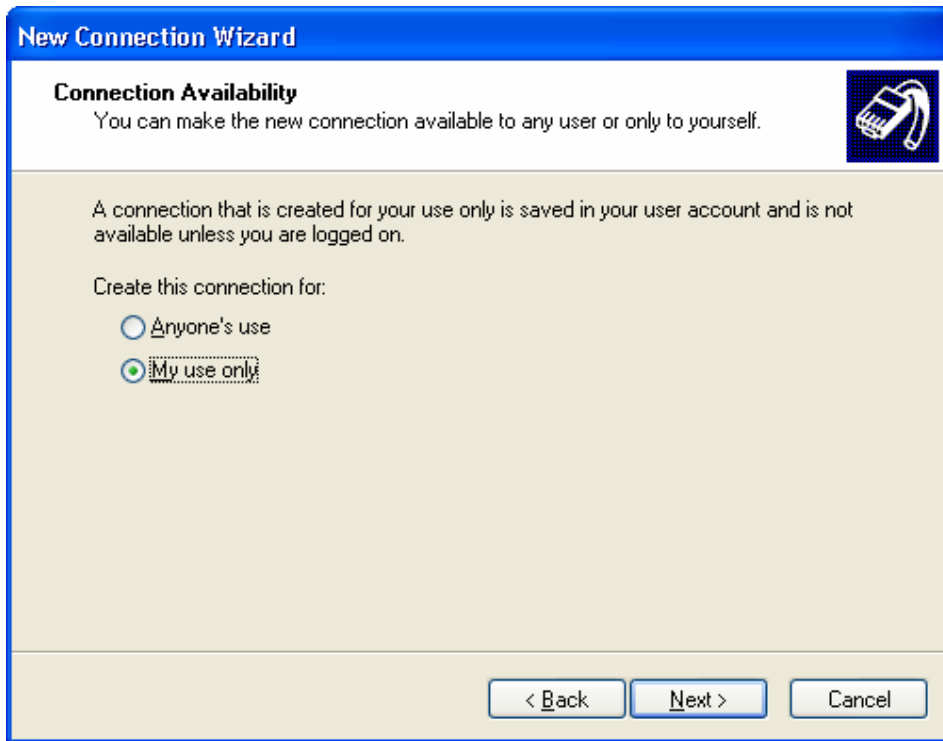 New Connection Wizard
Connection Availability
You can make the new connection available to any user or only to yourself.
A connection that is created for your use only is saved in your user account and is not
available unless you are logged on.
Create this connection for:
Anyone's use
My use only
< Back
Next >
Cancel